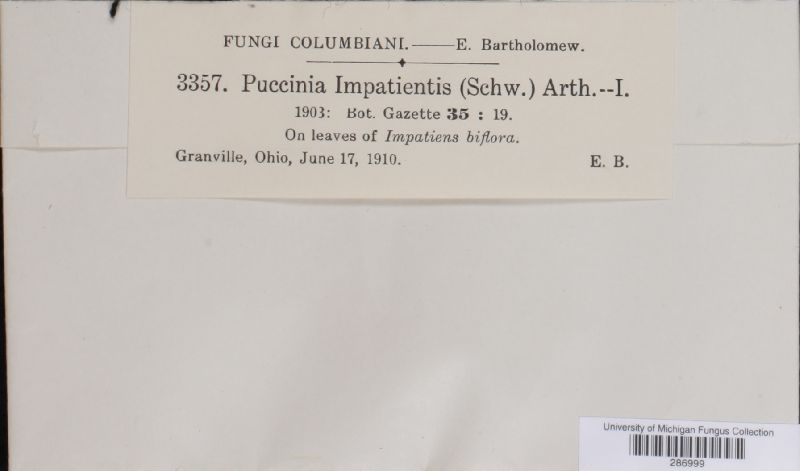 FUNGI COLUMBIANI.——E. Bartholomew.
3357. Puccinia Impatientis (Schw.) Arth.--I.
1903: Bot. Gazette 35 : 19.
On leaves of Impatiens biflora.
Granville, Ohio, June 17, 1910. E. B.
University of Michigan Fungus Collection
286999